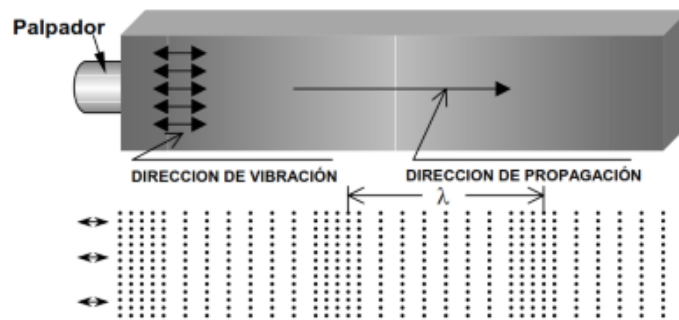 Palpador
DIRECCION DE VIBRACIÓN
DIRECCION DE PROPAGACIÓN
λ